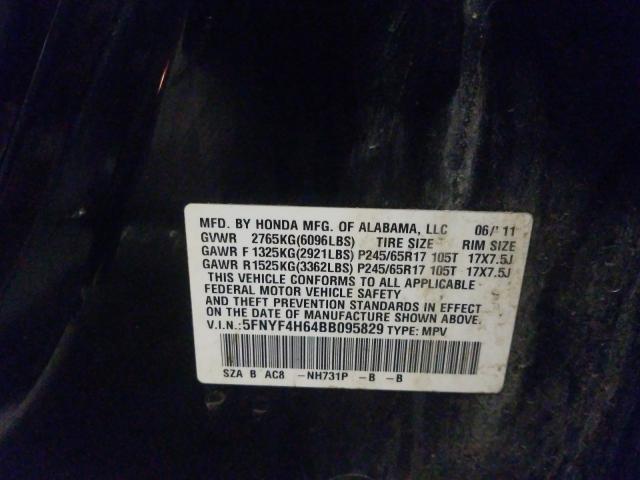 MFD. BY HONDA MFG. OF ALABAMA, LLC 06/11
GVWR 2765KG(6096LBS) TIRE SIZE RIM SIZE
GAWR F 1325KG(2921LBS) P245/65R17 105T 17X7.5J
GAWR R 1525KG(3362LBS) P245/65R17 105T 17X7.5J
THIS VEHICLE CONFORMS TO ALL APPLICABLE
FEDERAL MOTOR VEHICLE SAFETY
AND THEFT PREVENTION STANDARDS IN EFFECT
ON THE DATE OF MANUFACTURE SHOWN ABOVE.
V.I.N.:5FNYF4H64BB095829 TYPE: MPV
SZA B AC8 -NH731P -B -B